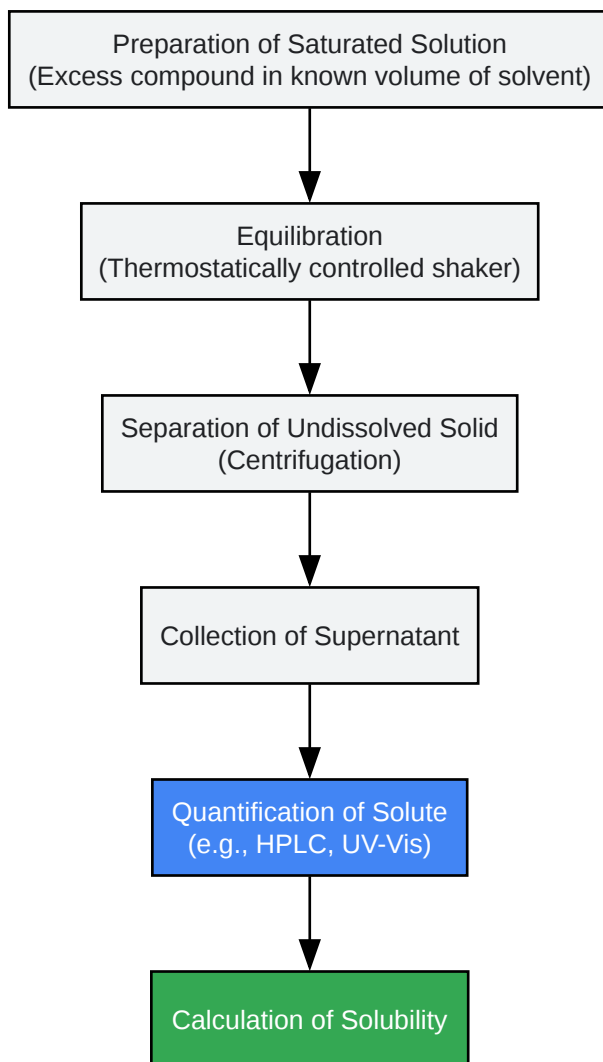 Preparation of Saturated Solution
(Excess compound in known volume of solvent)
Equilibration
(Thermostatically controlled shaker)
Separation of Undissolved Solid
(Centrifugation)
Collection of Supernatant
Quantification of Solute
(e.g., HPLC, UV-Vis)
Calculation of Solubility